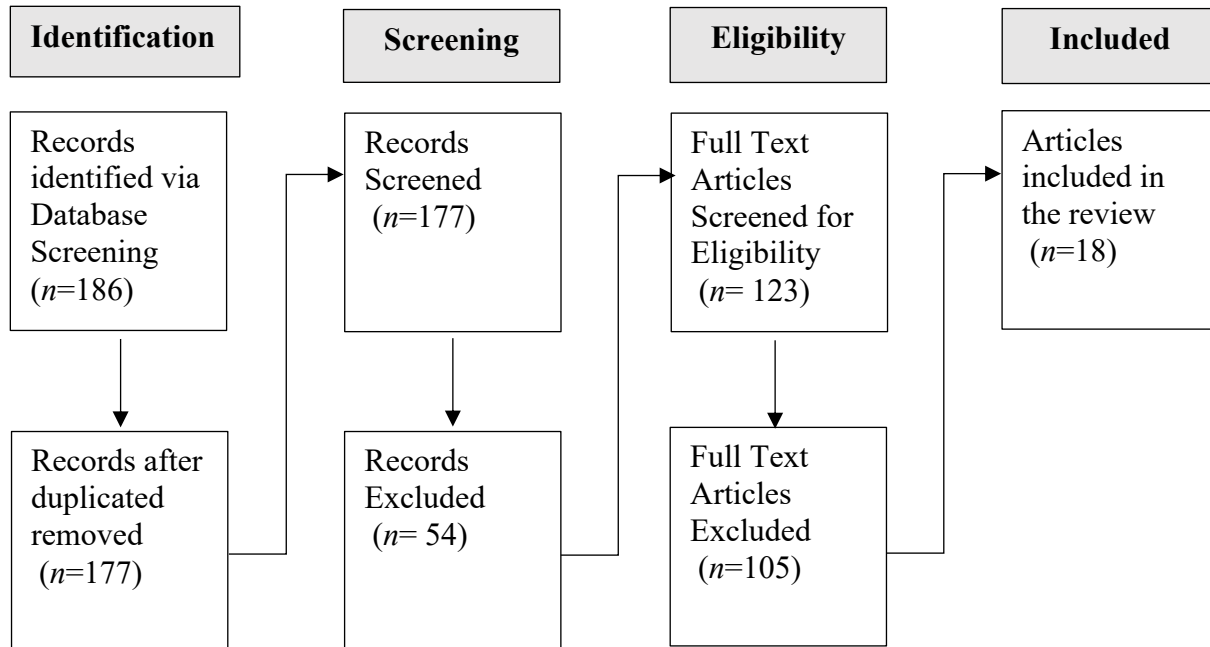 Identification
Records
identified via
Database
Screening
(n=186)
Records after
duplicated
removed
(n=177)
Screening
Records
Screened
(n=177)
Records
Excluded
(n= 54)
Eligibility
Full Text
Articles
Screened for
Eligibility
(n= 123)
Full Text
Articles
Excluded
(n=105)
Included
Articles
included in
the review
(n=18)